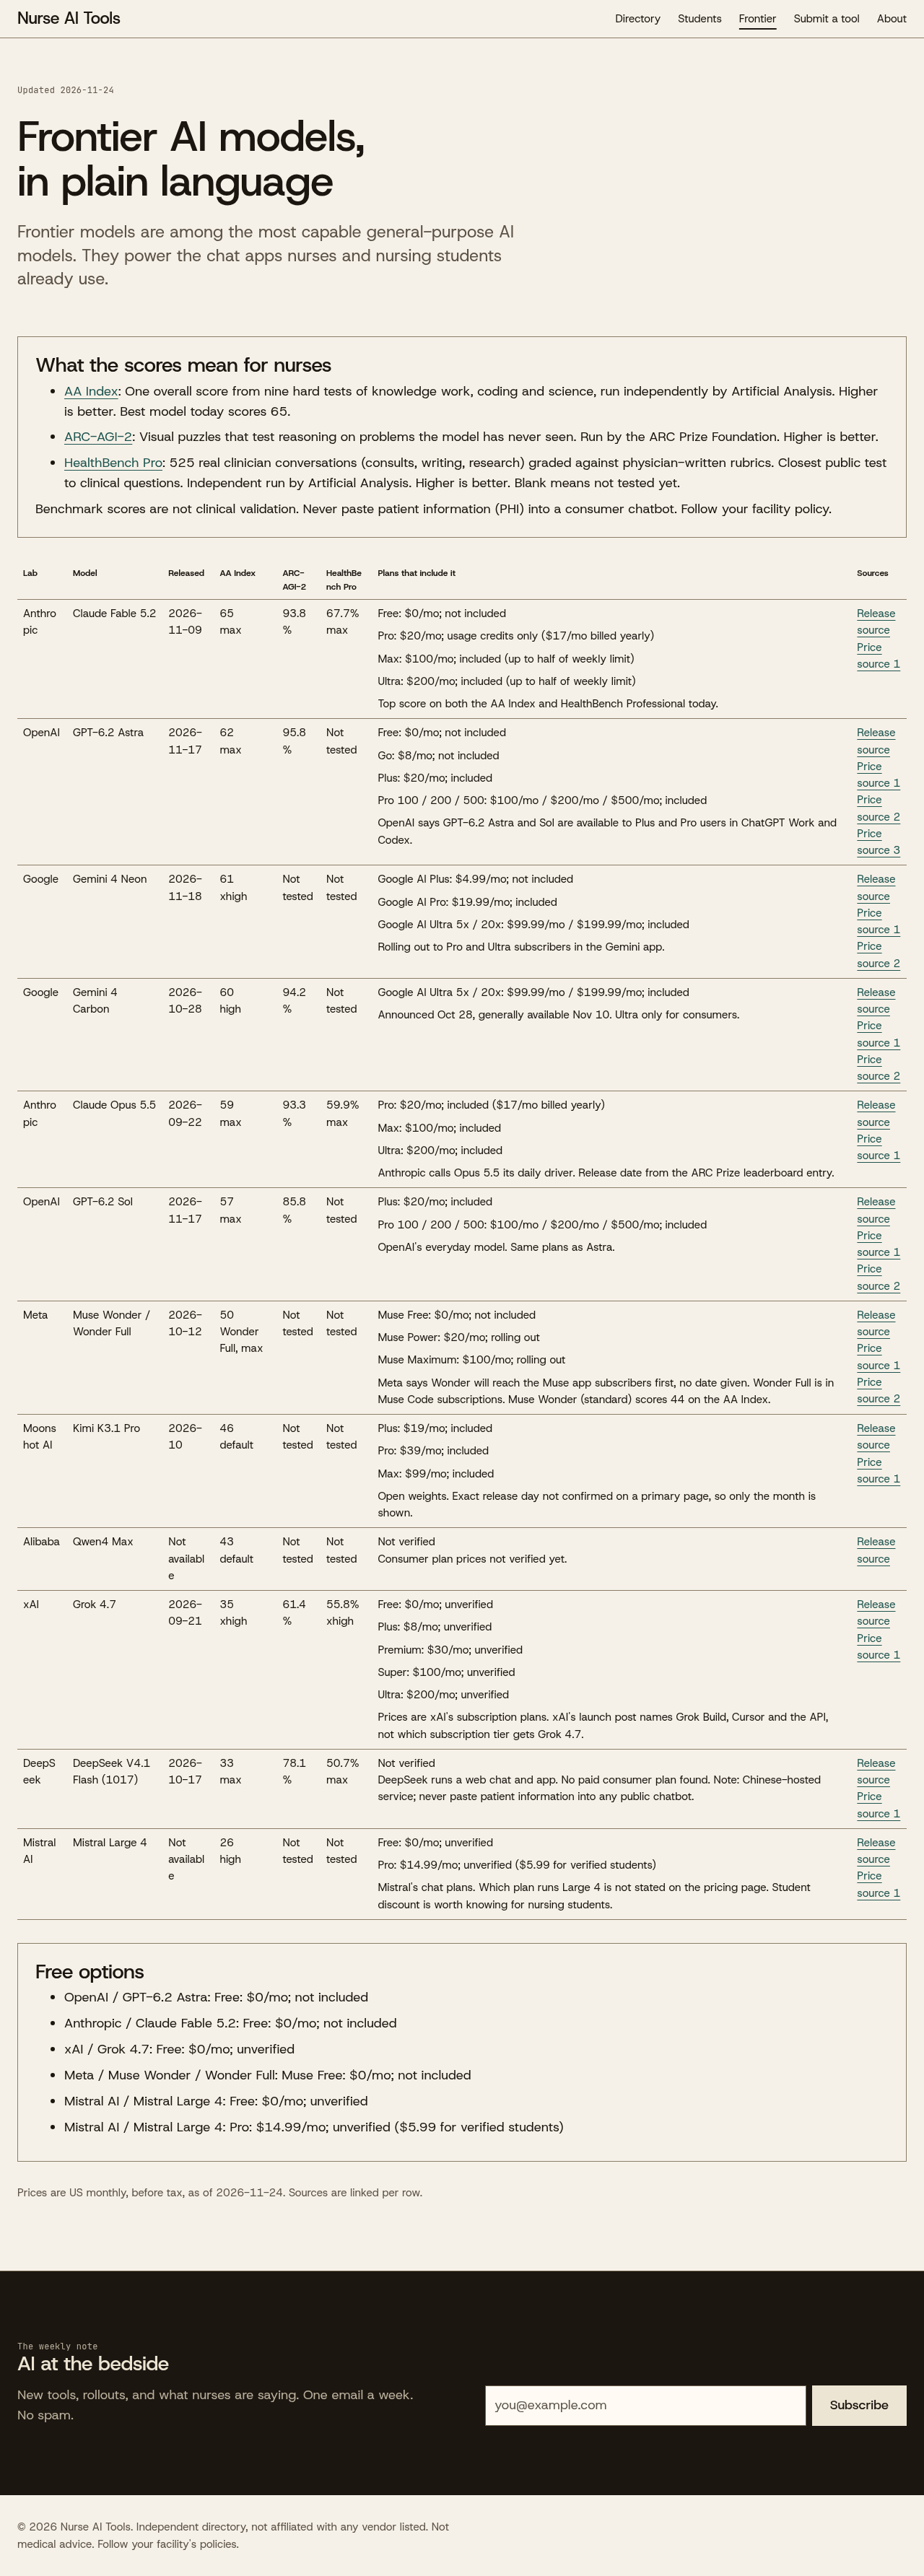 Nurse AI Tools
Directory Students Frontier Submit a tool About
Updated 2026-11-24
Frontier AI models,
in plain language
Frontier models are among the most capable general-purpose AI
models. They power the chat apps nurses and nursing students
already use.
What the scores mean for nurses
• AA Index: One overall score from nine hard tests of knowledge work, coding and science, run independently by Artificial Analysis. Higher
is better. Best model today scores 65.
• ARC-AGI-2: Visual puzzles that test reasoning on problems the model has never seen. Run by the ARC Prize Foundation. Higher is better.
• HealthBench Pro: 525 real clinician conversations (consults, writing, research) graded against physician-written rubrics. Closest public test
to clinical questions. Independent run by Artificial Analysis. Higher is better. Blank means not tested yet.
Benchmark scores are not clinical validation. Never paste patient information (PHI) into a consumer chatbot. Follow your facility policy.
Lab
Model
Released
AA Index
ARC-
AGI-2
HealthBe
nch Pro
Plans that include it
Sources
Anthro
pic
Claude Fable 5.2
2026-
11-09
65
max
93.8
%
67.7%
max
Free: $0/mo; not included
Pro: $20/mo; usage credits only ($17/mo billed yearly)
Max: $100/mo; included (up to half of weekly limit)
Ultra: $200/mo; included (up to half of weekly limit)
Top score on both the AA Index and HealthBench Professional today.
Release
source
Price
source 1
OpenAI
GPT-6.2 Astra
2026-
11-17
62
max
95.8
%
Not
tested
Free: $0/mo; not included
Go: $8/mo; not included
Plus: $20/mo; included
Pro 100 / 200 / 500: $100/mo / $200/mo / $500/mo; included
OpenAI says GPT-6.2 Astra and Sol are available to Plus and Pro users in ChatGPT Work and
Codex.
Release
source
Price
source 1
Price
source 2
Price
source 3
Google
Gemini 4 Neon
2026-
11-18
61
xhigh
Not
tested
Not
tested
Google AI Plus: $4.99/mo; not included
Google AI Pro: $19.99/mo; included
Google AI Ultra 5x / 20x: $99.99/mo / $199.99/mo; included
Rolling out to Pro and Ultra subscribers in the Gemini app.
Release
source
Price
source 1
Price
source 2
Google
Gemini 4
Carbon
2026-
10-28
60
high
94.2
%
Not
tested
Google AI Ultra 5x / 20x: $99.99/mo / $199.99/mo; included
Announced Oct 28, generally available Nov 10. Ultra only for consumers.
Release
source
Price
source 1
Price
source 2
Anthro
pic
Claude Opus 5.5
2026-
09-22
59
max
93.3
%
59.9%
max
Pro: $20/mo; included ($17/mo billed yearly)
Max: $100/mo; included
Ultra: $200/mo; included
Anthropic calls Opus 5.5 its daily driver. Release date from the ARC Prize leaderboard entry.
Release
source
Price
source 1
OpenAI
GPT-6.2 Sol
2026-
11-17
57
max
85.8
%
Not
tested
Plus: $20/mo; included
Pro 100 / 200 / 500: $100/mo / $200/mo / $500/mo; included
OpenAI's everyday model. Same plans as Astra.
Release
source
Price
source 1
Price
source 2
Meta
Muse Wonder /
Wonder Full
2026-
10-12
50
Wonder
Full, max
Not
tested
Not
tested
Muse Free: $0/mo; not included
Muse Power: $20/mo; rolling out
Muse Maximum: $100/mo; rolling out
Meta says Wonder will reach the Muse app subscribers first, no date given. Wonder Full is in
Muse Code subscriptions. Muse Wonder (standard) scores 44 on the AA Index.
Release
source
Price
source 1
Price
source 2
Moons
hot AI
Kimi K3.1 Pro
2026-
10
46
default
Not
tested
Not
tested
Plus: $19/mo; included
Pro: $39/mo; included
Max: $99/mo; included
Open weights. Exact release day not confirmed on a primary page, so only the month is
shown.
Release
source
Price
source 1
Alibaba
Qwen4 Max
Not
availabl
e
43
default
Not
tested
Not
tested
Not verified
Consumer plan prices not verified yet.
Release
source
xAI
Grok 4.7
2026-
09-21
35
xhigh
61.4
%
55.8%
xhigh
Free: $0/mo; unverified
Plus: $8/mo; unverified
Premium: $30/mo; unverified
Super: $100/mo; unverified
Ultra: $200/mo; unverified
Prices are xAI's subscription plans. xAI's launch post names Grok Build, Cursor and the API,
not which subscription tier gets Grok 4.7.
Release
source
Price
source 1
DeepS
eek
DeepSeek V4.1
Flash (1017)
2026-
10-17
33
max
78.1
%
50.7%
max
Not verified
DeepSeek runs a web chat and app. No paid consumer plan found. Note: Chinese-hosted
service; never paste patient information into any public chatbot.
Release
source
Price
source 1
Mistral
AI
Mistral Large 4
Not
availabl
e
26
high
Not
tested
Not
tested
Free: $0/mo; unverified
Pro: $14.99/mo; unverified ($5.99 for verified students)
Mistral's chat plans. Which plan runs Large 4 is not stated on the pricing page. Student
discount is worth knowing for nursing students.
Release
source
Price
source 1
Free options
• OpenAI / GPT-6.2 Astra: Free: $0/mo; not included
• Anthropic / Claude Fable 5.2: Free: $0/mo; not included
• xAI / Grok 4.7: Free: $0/mo; unverified
• Meta / Muse Wonder / Wonder Full: Muse Free: $0/mo; not included
• Mistral AI / Mistral Large 4: Free: $0/mo; unverified
• Mistral AI / Mistral Large 4: Pro: $14.99/mo; unverified ($5.99 for verified students)
Prices are US monthly, before tax, as of 2026-11-24. Sources are linked per row.
The weekly note
AI at the bedside
New tools, rollouts, and what nurses are saying. One email a week.
No spam.
you@example.com
Subscribe
© 2026 Nurse AI Tools. Independent directory, not affiliated with any vendor listed. Not
medical advice. Follow your facility's policies.